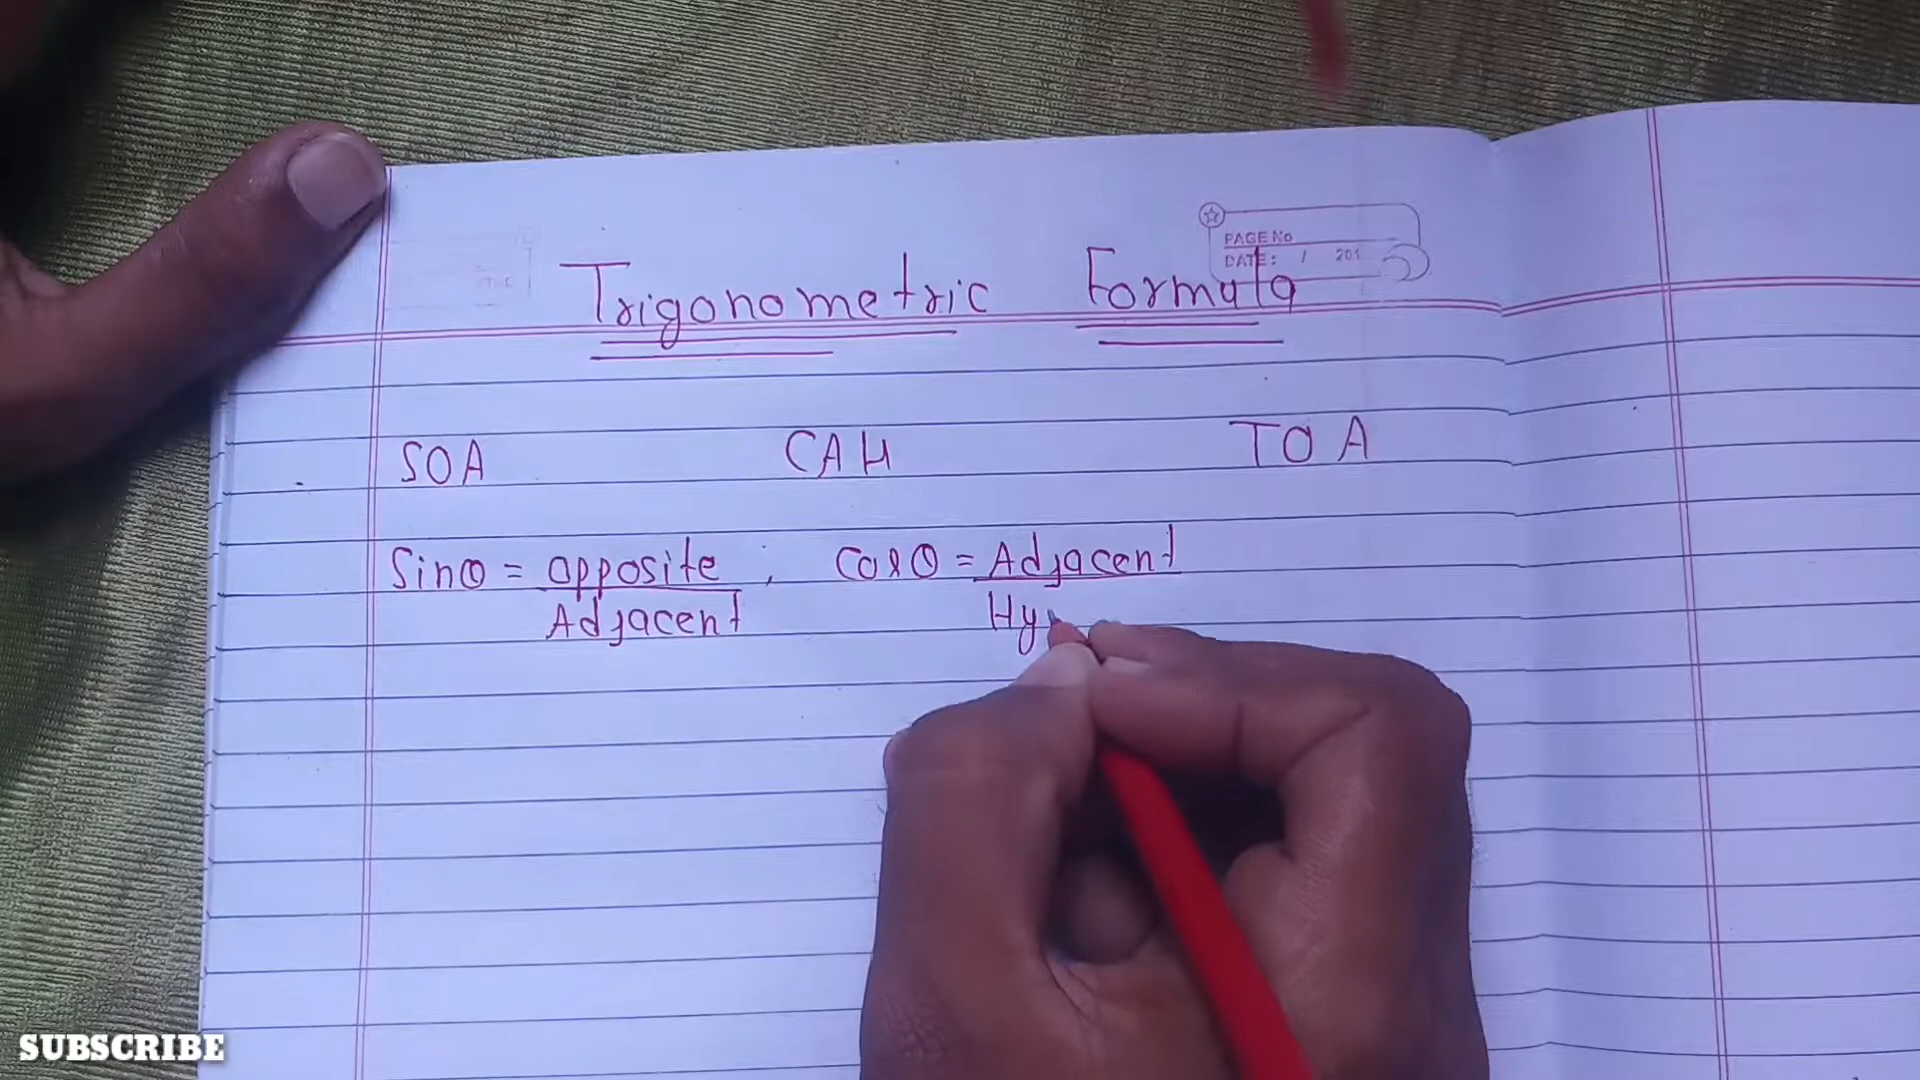 PAGE No
DATE: / 201
Trigonometric Formula
SOA CAH TOA
Sinθ = opposite / Adjacent ; Cosθ = Adjacent / Hy
SUBSCRIBE